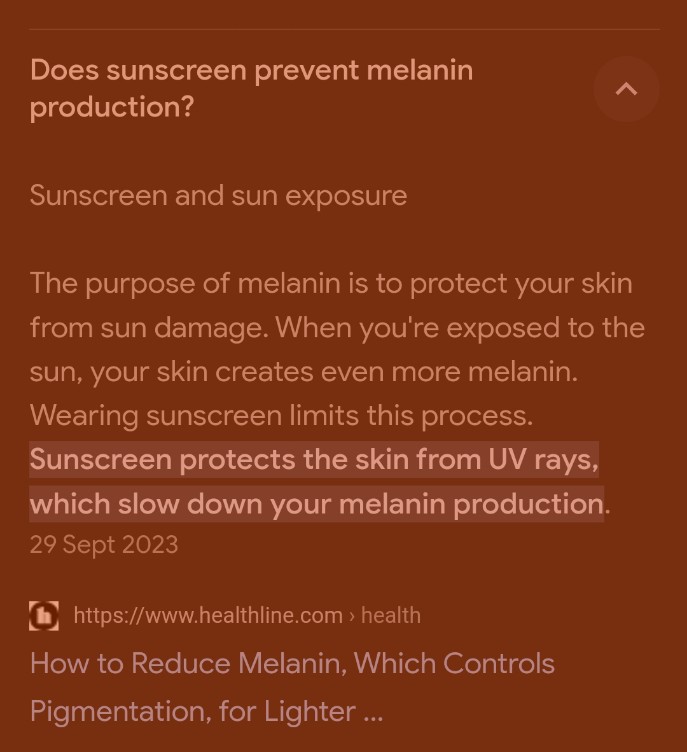 Does sunscreen prevent melanin
production?
Sunscreen and sun exposure
The purpose of melanin is to protect your skin
from sun damage. When you're exposed to the
sun, your skin creates even more melanin.
Wearing sunscreen limits this process.
Sunscreen protects the skin from UV rays,
which slow down your melanin production.
29 Sept 2023
https://www.healthline.com › health
How to Reduce Melanin, Which Controls
Pigmentation, for Lighter ...